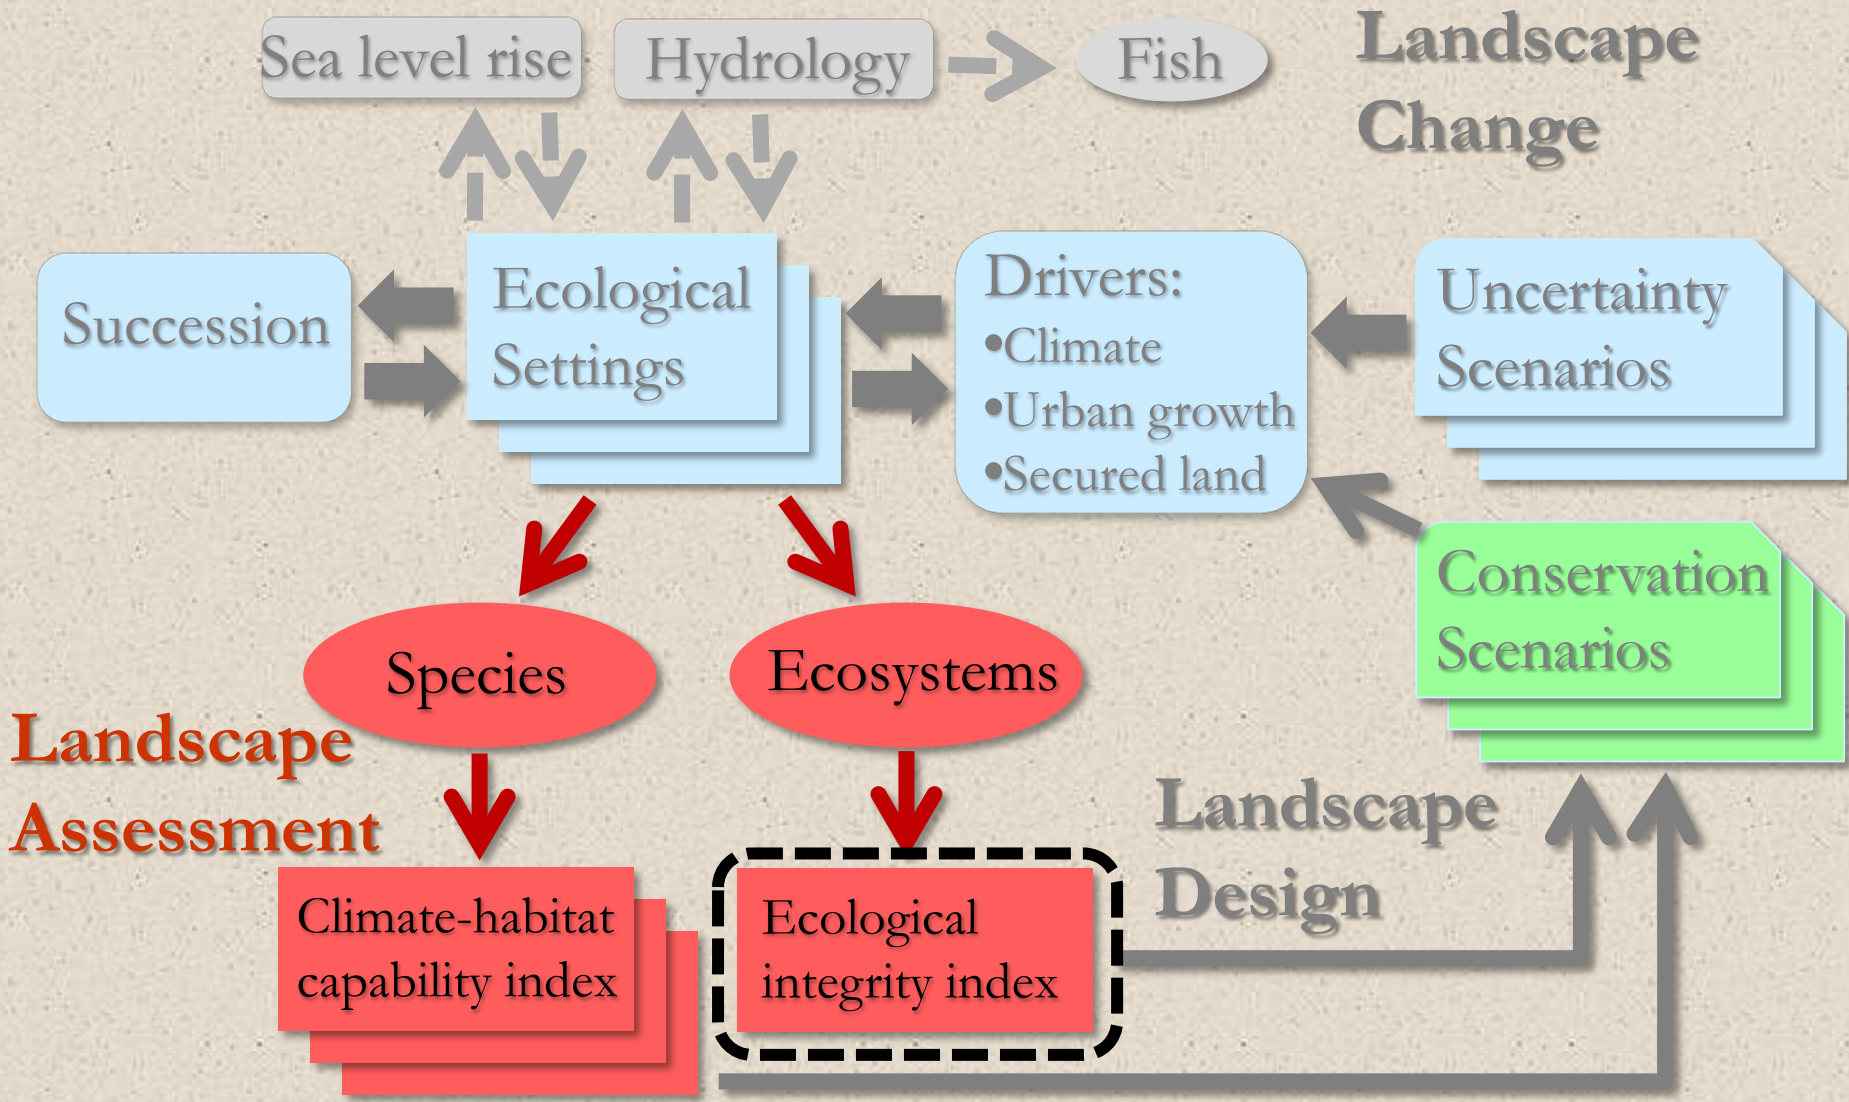 Sea level rise
Hydrology
Fish
Landscape
Change
Succession
Ecological
Settings
Drivers:
•Climate
•Urban growth
•Secured land
Uncertainty
Scenarios
Conservation
Scenarios
Species
Ecosystems
Landscape
Assessment
Climate-habitat
capability index
Ecological
integrity index
Landscape
Design